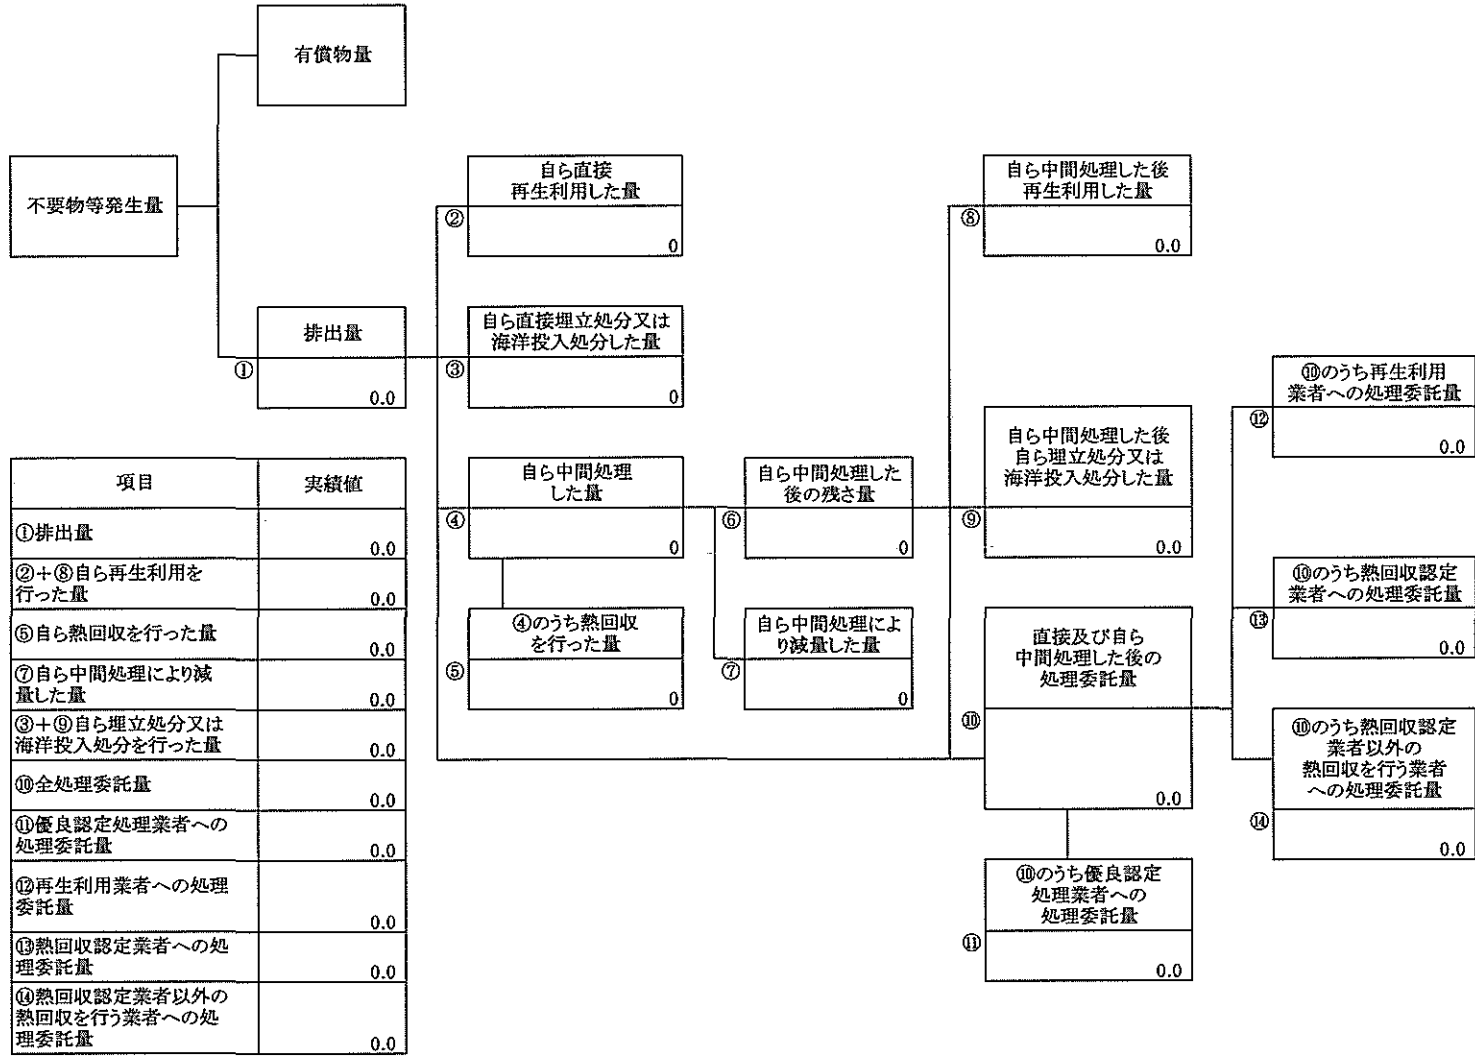 有償物量
不要物等発生量
排出量
①
0.0
自ら直接
再生利用した量
②
0
自ら直接埋立処分又は
海洋投入処分した量
③
0
自ら中間処理
した量
④
0
④のうち熱回収
を行った量
⑤
0
自ら中間処理した
後の残さ量
⑥
0
自ら中間処理によ
り減量した量
⑦
0
自ら中間処理した後
再生利用した量
⑧
0.0
自ら中間処理した後
自ら埋立処分又は
海洋投入処分した量
⑨
0.0
直接及び自ら
中間処理した後の
処理委託量
⑩
0.0
⑩のうち優良認定
処理業者への
処理委託量
⑪
0.0
⑩のうち再生利用
業者への処理委託量
⑫
0.0
⑩のうち熱回収認定
業者への処理委託量
⑬
0.0
⑩のうち熱回収認定
業者以外の
熱回収を行う業者
への処理委託量
⑭
0.0
項目 実績値
①排出量
0.0
②+⑧自ら再生利用を
行った量 0.0
⑤自ら熱回収を行った量
0.0
⑦自ら中間処理により減
量した量 0.0
③+⑨自ら埋立処分又は
海洋投入処分を行った量 0.0
⑩全処理委託量
0.0
⑪優良認定処理業者への
処理委託量 0.0
⑫再生利用業者への処理
委託量 0.0
⑬熱回収認定業者への処
理委託量 0.0
⑭熱回収認定業者以外の
熱回収を行う業者への処
理委託量 0.0